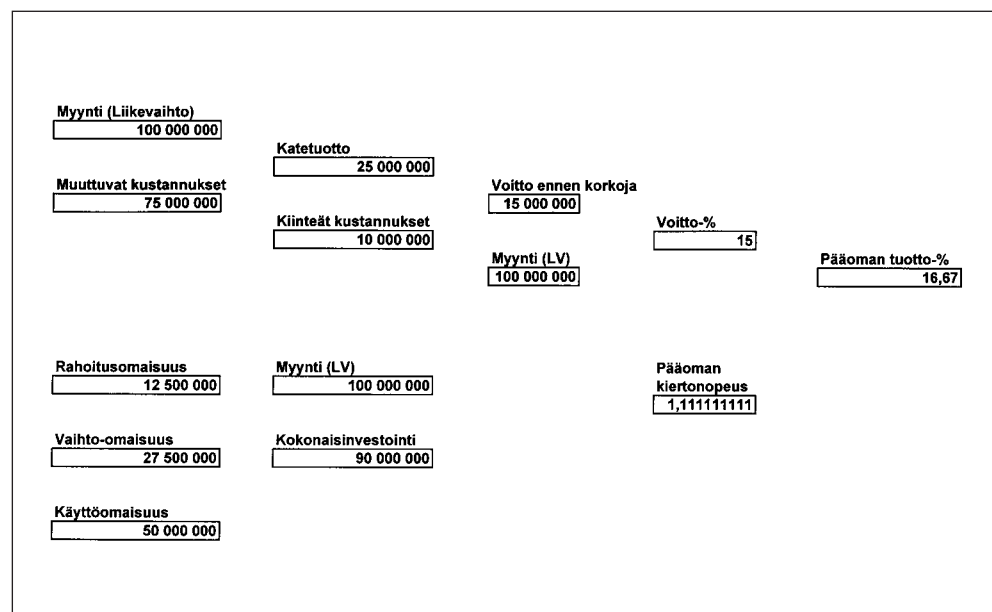 Myynti (Liikevaihto)
100 000 000
Muuttuvat kustannukset
75 000 000
Katetuotto
25 000 000
Kiinteät kustannukset
10 000 000
Voitto ennen korkoja
15 000 000
Myynti (LV)
100 000 000
Voitto-%
15
Pääoman tuotto-%
16,67
Rahoitusomaisuus
12 500 000
Vaihto-omaisuus
27 500 000
Käyttöomaisuus
50 000 000
Myynti (LV)
100 000 000
Kokonaisinvestointi
90 000 000
Pääoman
kiertonopeus
1,111111111